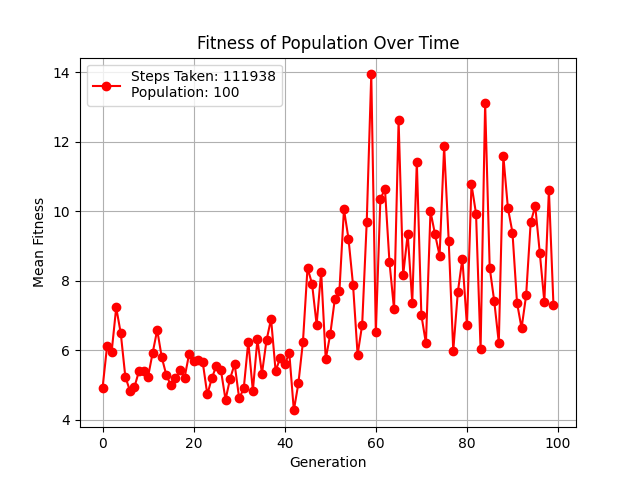 Fitness of Population Over Time
Steps Taken: 111938
Population: 100
Mean Fitness
14
12
10
8
6
4
0
20
40
60
80
100
Generation